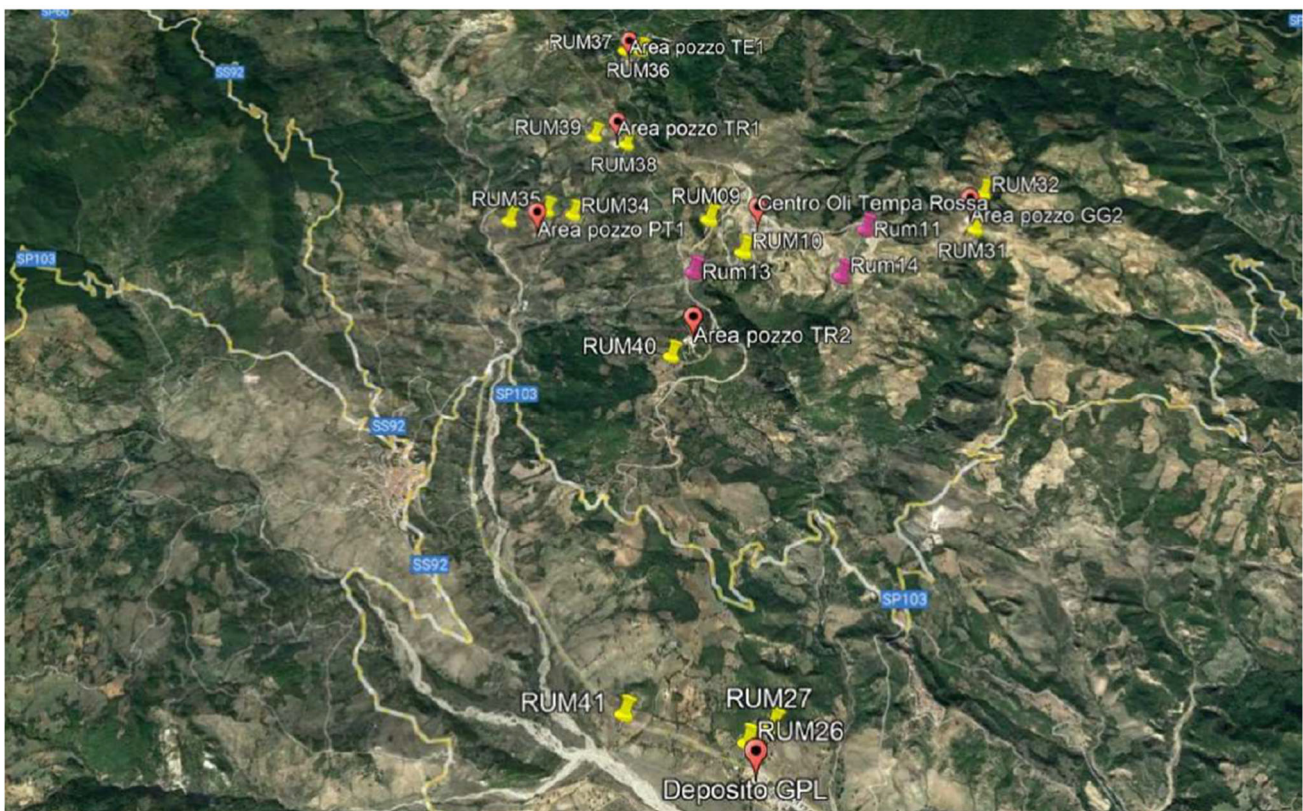 SP60
SP
RUM37
Area pozzo TE1
RUM36
SS92
RUM39
Area pozzo TR1
RUM38
RUM35
RUM34
RUM09
Centro Oli Tempa Rossa
RUM32
Area pozzo PT1
RUM10
Rum11
Area pozzo GG2
RUM31
SP103
Rum13
Rum14
Area pozzo TR2
RUM40
SP103
SS92
SS92
SP103
RUM41
RUM27
RUM26
Deposito GPL